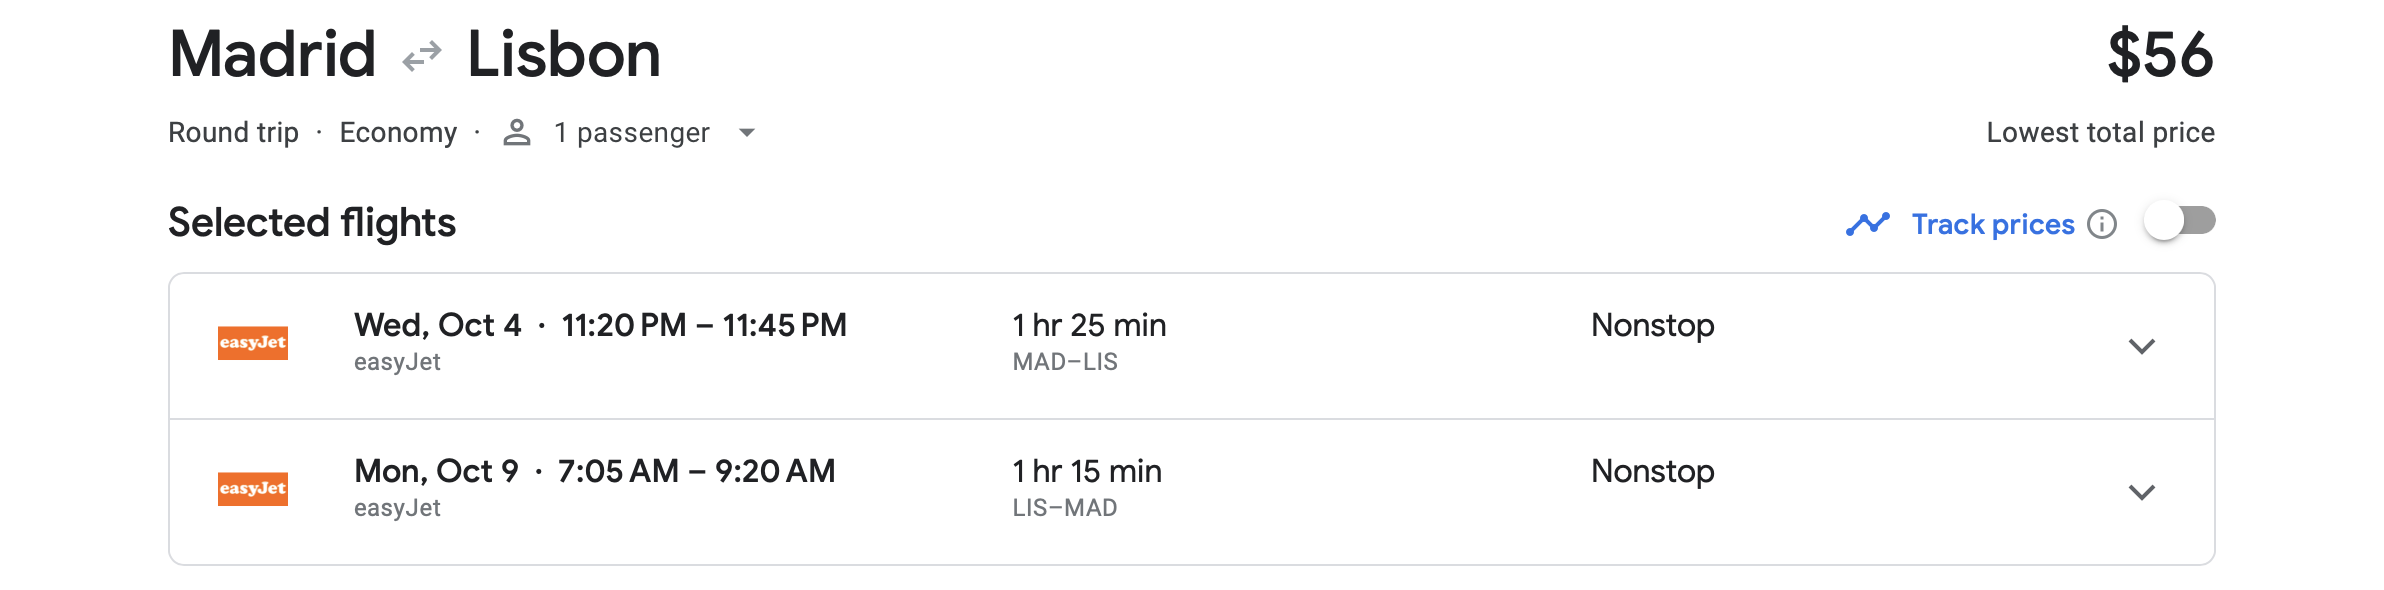 Madrid Lisbon $56
Round trip · Economy · 1 passenger Lowest total price
Selected flights Track prices
easyJet Wed, Oct 4 · 11:20 PM – 11:45 PM 1 hr 25 min Nonstop
easyJet MAD–LIS
easyJet Mon, Oct 9 · 7:05 AM – 9:20 AM 1 hr 15 min Nonstop
easyJet LIS–MAD